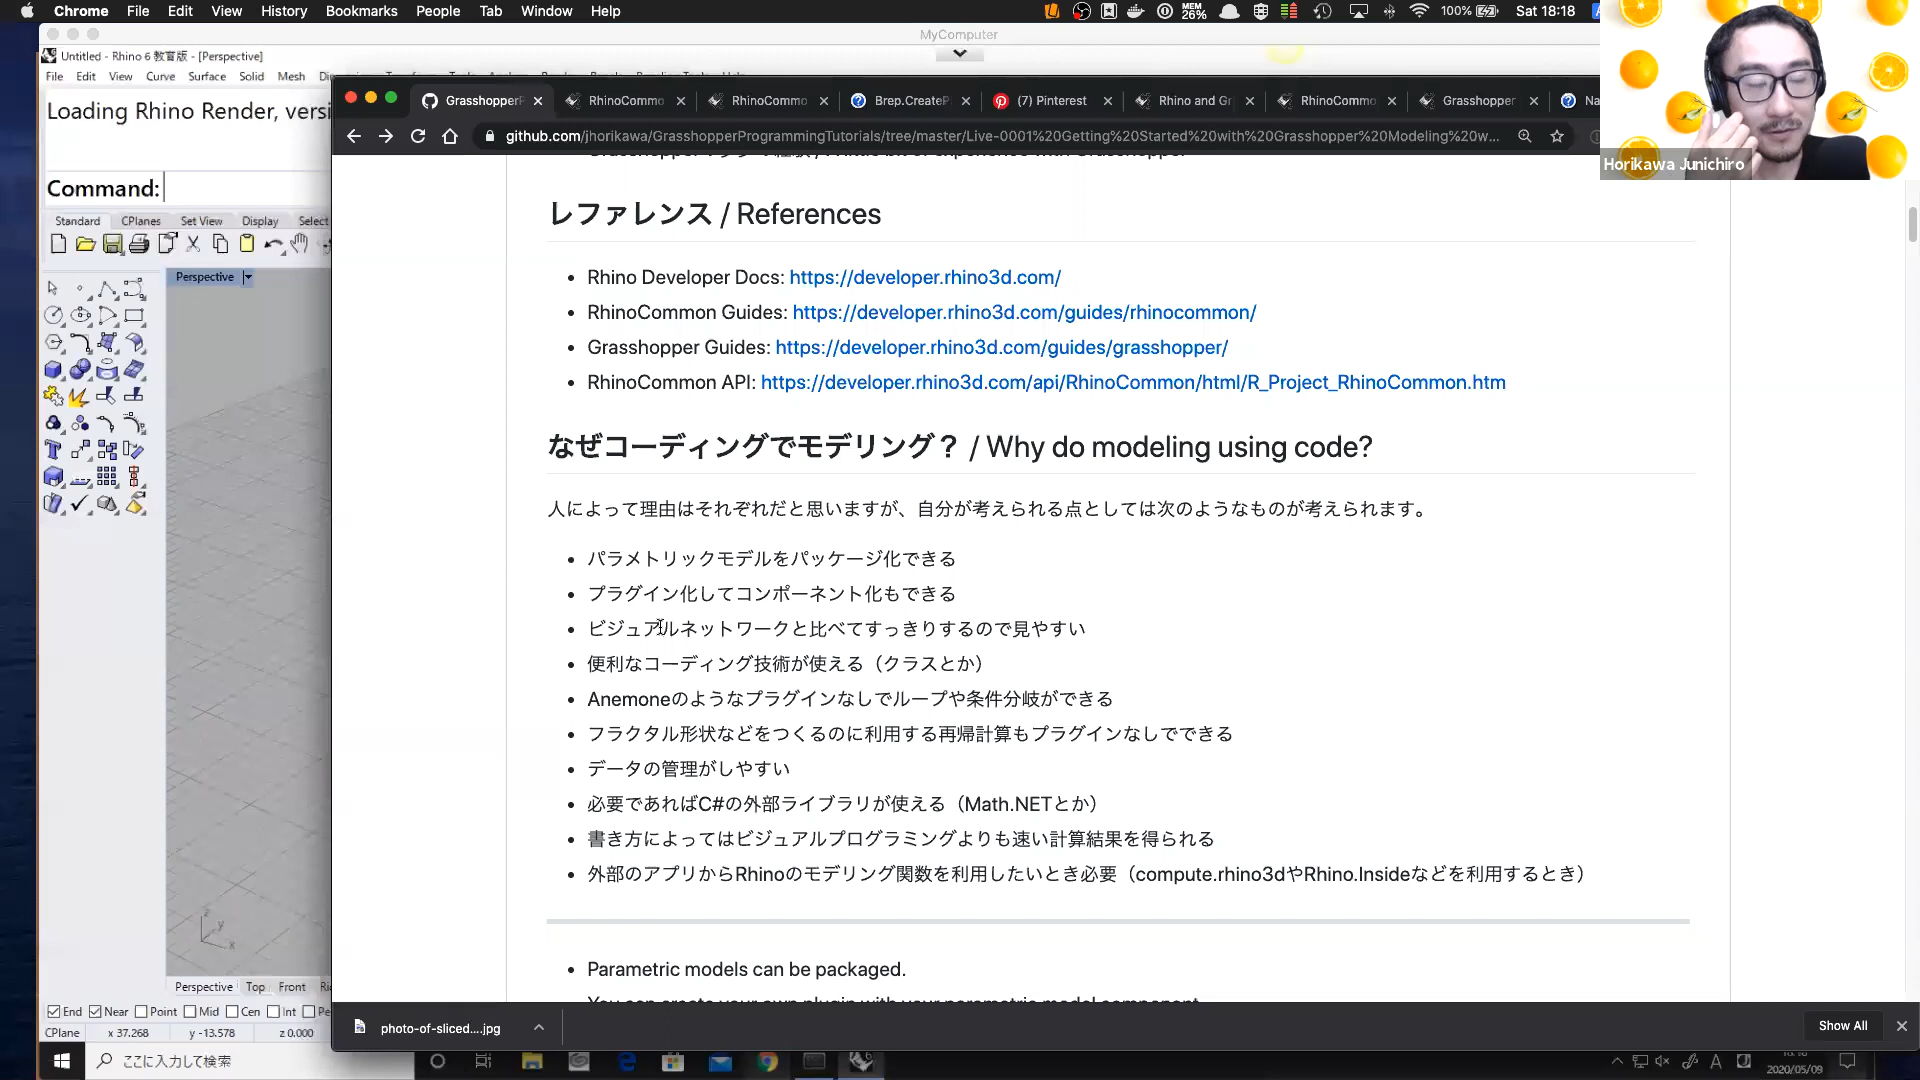 Chrome File Edit View History Bookmarks People Tab Window Help MEM 26% 100% Sat 18:18 A
MyComputer
Untitled - Rhino 6 教育版 - [Perspective]
File Edit View Curve Surface Solid Mesh
Loading Rhino Render, versi
Command:
Standard CPlanes Set View Display Select
Perspective
GrasshopperP RhinoCommo RhinoCommo Brep.CreateP (7) Pinterest Rhino and Gr RhinoCommo Grasshopper Na
github.com/jhorikawa/GrasshopperProgrammingTutorials/tree/master/Live-0001%20Getting%20Started%20with%20Grasshopper%20Modeling%20w...
Horikawa Junichiro
レファレンス / References
Rhino Developer Docs: https://developer.rhino3d.com/
RhinoCommon Guides: https://developer.rhino3d.com/guides/rhinocommon/
Grasshopper Guides: https://developer.rhino3d.com/guides/grasshopper/
RhinoCommon API: https://developer.rhino3d.com/api/RhinoCommon/html/R_Project_RhinoCommon.htm
なぜコーディングでモデリング？ / Why do modeling using code?
人によって理由はそれぞれだと思いますが、自分が考えられる点としては次のようなものが考えられます。
パラメトリックモデルをパッケージ化できる
プラグイン化してコンポーネント化もできる
ビジュアルネットワークと比べてすっきりするので見やすい
便利なコーディング技術が使える（クラスとか）
Anemoneのようなプラグインなしでループや条件分岐ができる
フラクタル形状などをつくるのに利用する再帰計算もプラグインなしでできる
データの管理がしやすい
必要であればC#の外部ライブラリが使える（Math.NETとか）
書き方によってはビジュアルプログラミングよりも速い計算結果を得られる
外部のアプリからRhinoのモデリング関数を利用したいとき必要（compute.rhino3dやRhino.Insideなどを利用するとき）
Parametric models can be packaged.
You can create your own plugin with your parametric model component
z y x
Perspective Top Front
End Near Point Mid Cen Int
CPlane x 37.268 y -13.578 z 0.000
photo-of-sliced....jpg
Show All
ここに入力して検索
A
2020/05/09